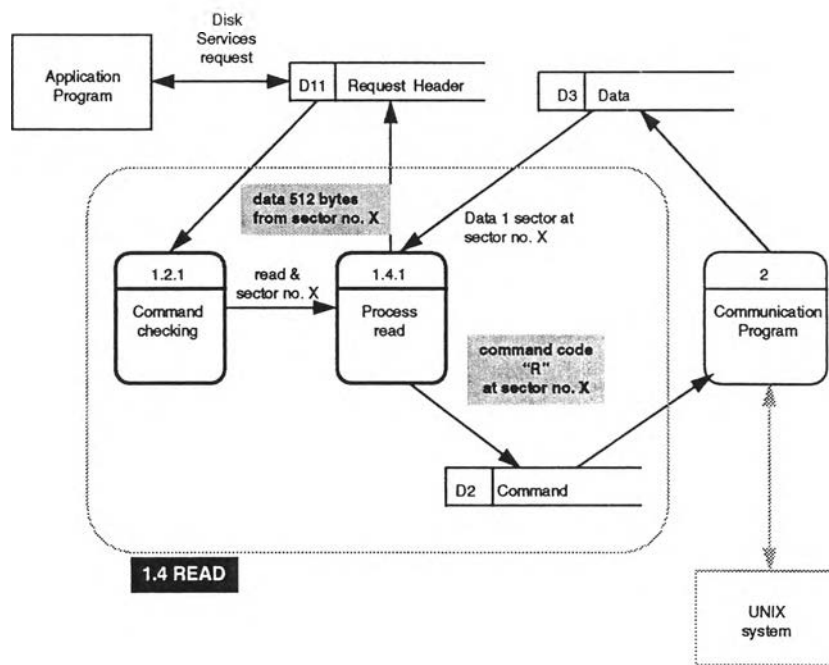 Disk
Services
request
Application
Program
D11 Request Header
D3 Data
data 512 bytes
from sector no. X
Data 1 sector at
sector no. X
1.2.1
Command
checking
read &
sector no. X
1.4.1
Process
read
2
Communication
Program
command code
"R"
at sector no. X
D2 Command
1.4 READ
UNIX
system